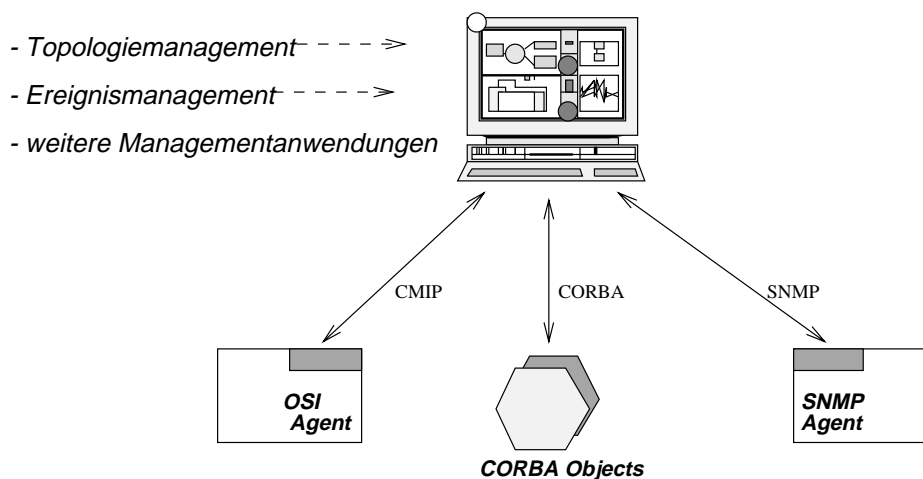 - Topologiemanagement
- Ereignismanagement
- weitere Managementanwendungen
CMIP
CORBA
SNMP
OSI
Agent
CORBA Objects
SNMP
Agent